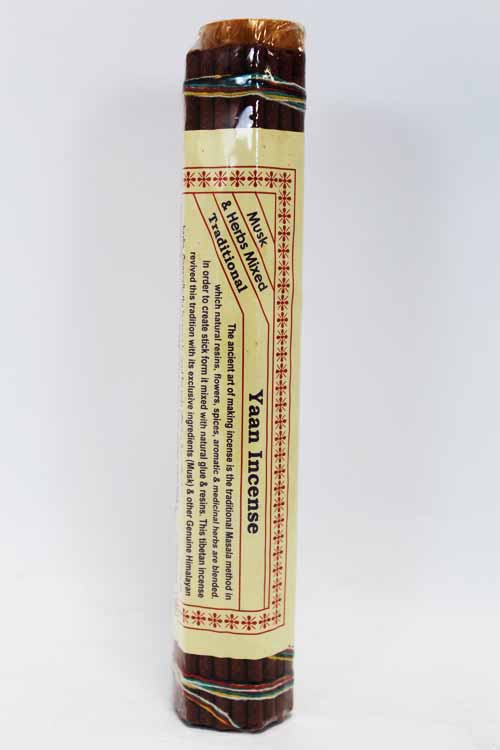 Musk
& Herbs Mixed
Traditional
Yaan Incense
The ancient art of making incense is the traditional Masala method in
which natural resins, flowers, spices, aromatic & medicinal herbs are blended.
In order to create stick form it mixed with natural glue & resins. This tibetan incense
revived this tradition with its exclusive ingredients (Musk) & other Genuine Himalayan